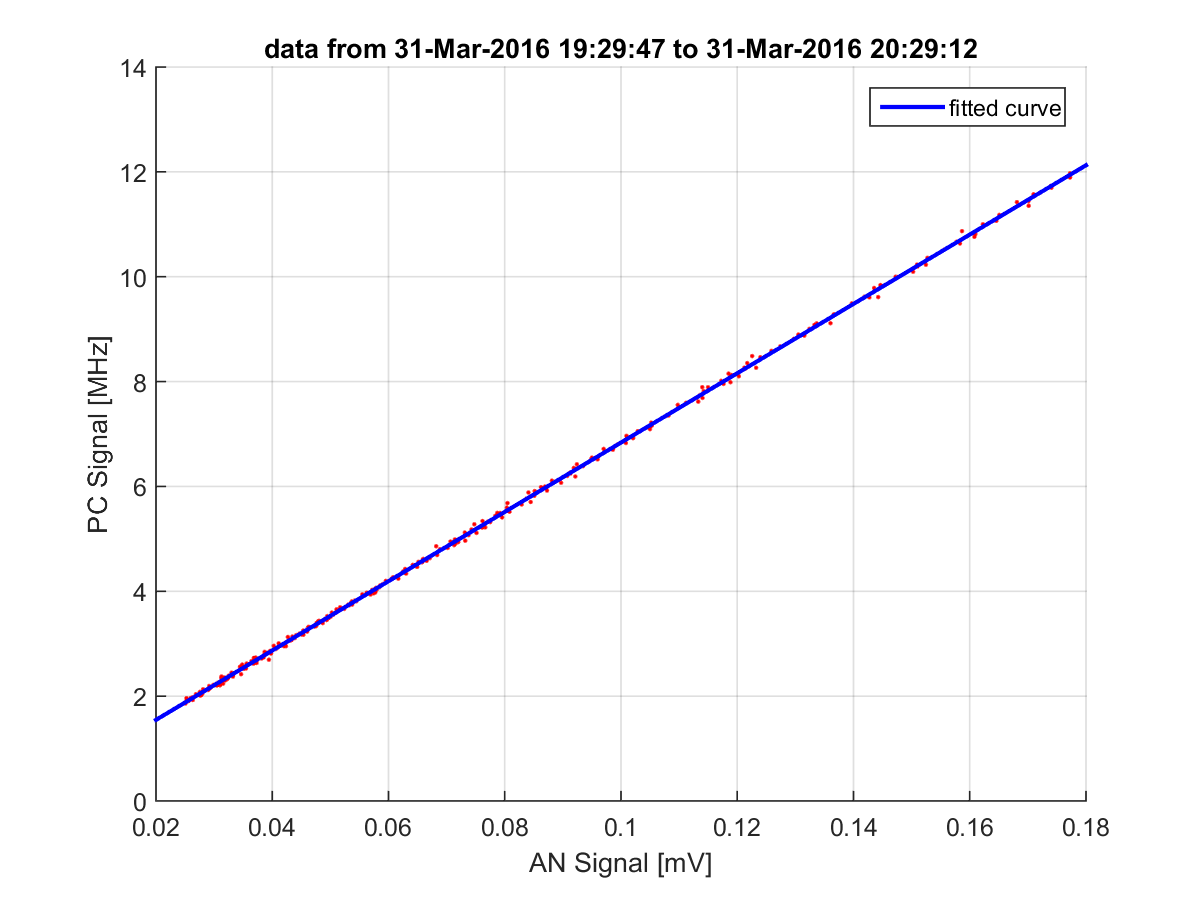 data from 31-Mar-2016 19:29:47 to 31-Mar-2016 20:29:12
fitted curve
14
12
10
8
6
4
2
0
PC Signal [MHz]
0.02 0.04 0.06 0.08 0.1 0.12 0.14 0.16 0.18
AN Signal [mV]